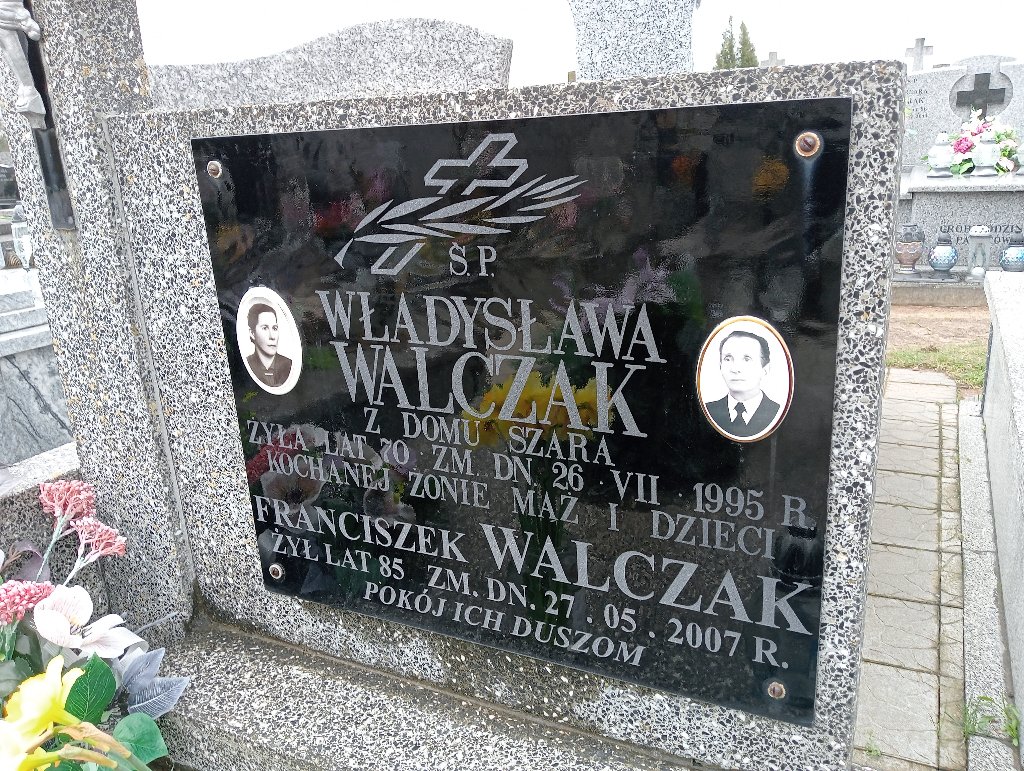 Ś.P.
WŁADYSŁAWA
WALCZAK
Z DOMU SZARA
ŻYŁA LAT 70 · ZM. DN. 26 · VII · 1995 R.
KOCHANEJ ŻONIE MĄŻ I DZIECI
FRANCISZEK WALCZAK
ŻYŁ LAT 85 ZM. DN. 27 . 05 . 2007 R.
POKÓJ ICH DUSZOM